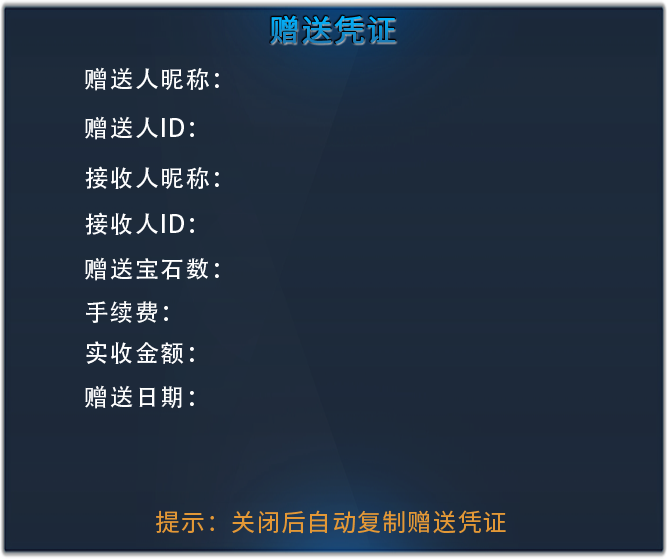 赠送凭证
赠送人昵称：
赠送人ID：
接收人昵称：
接收人ID：
赠送宝石数：
手续费：
实收金额：
赠送日期：
提示：关闭后自动复制赠送凭证